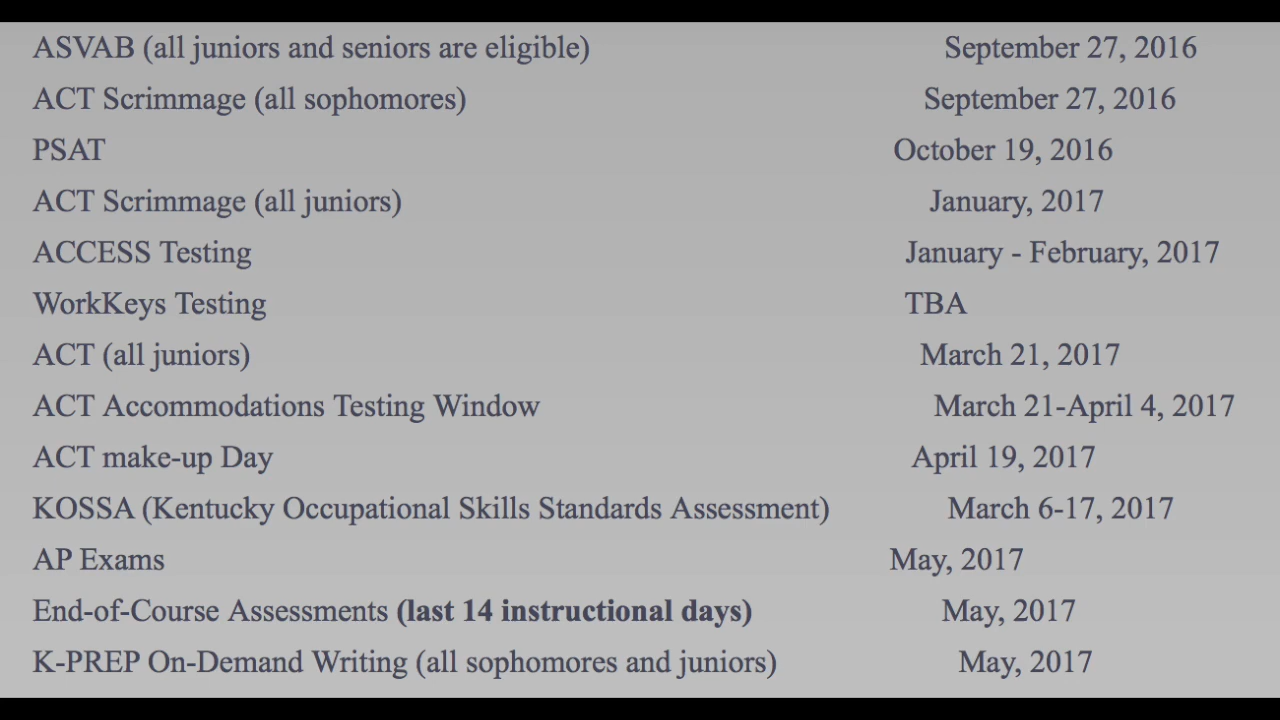 ASVAB (all juniors and seniors are eligible) September 27, 2016
ACT Scrimmage (all sophomores) September 27, 2016
PSAT October 19, 2016
ACT Scrimmage (all juniors) January, 2017
ACCESS Testing January - February, 2017
WorkKeys Testing TBA
ACT (all juniors) March 21, 2017
ACT Accommodations Testing Window March 21-April 4, 2017
ACT make-up Day April 19, 2017
KOSSA (Kentucky Occupational Skills Standards Assessment) March 6-17, 2017
AP Exams May, 2017
End-of-Course Assessments (last 14 instructional days) May, 2017
K-PREP On-Demand Writing (all sophomores and juniors) May, 2017